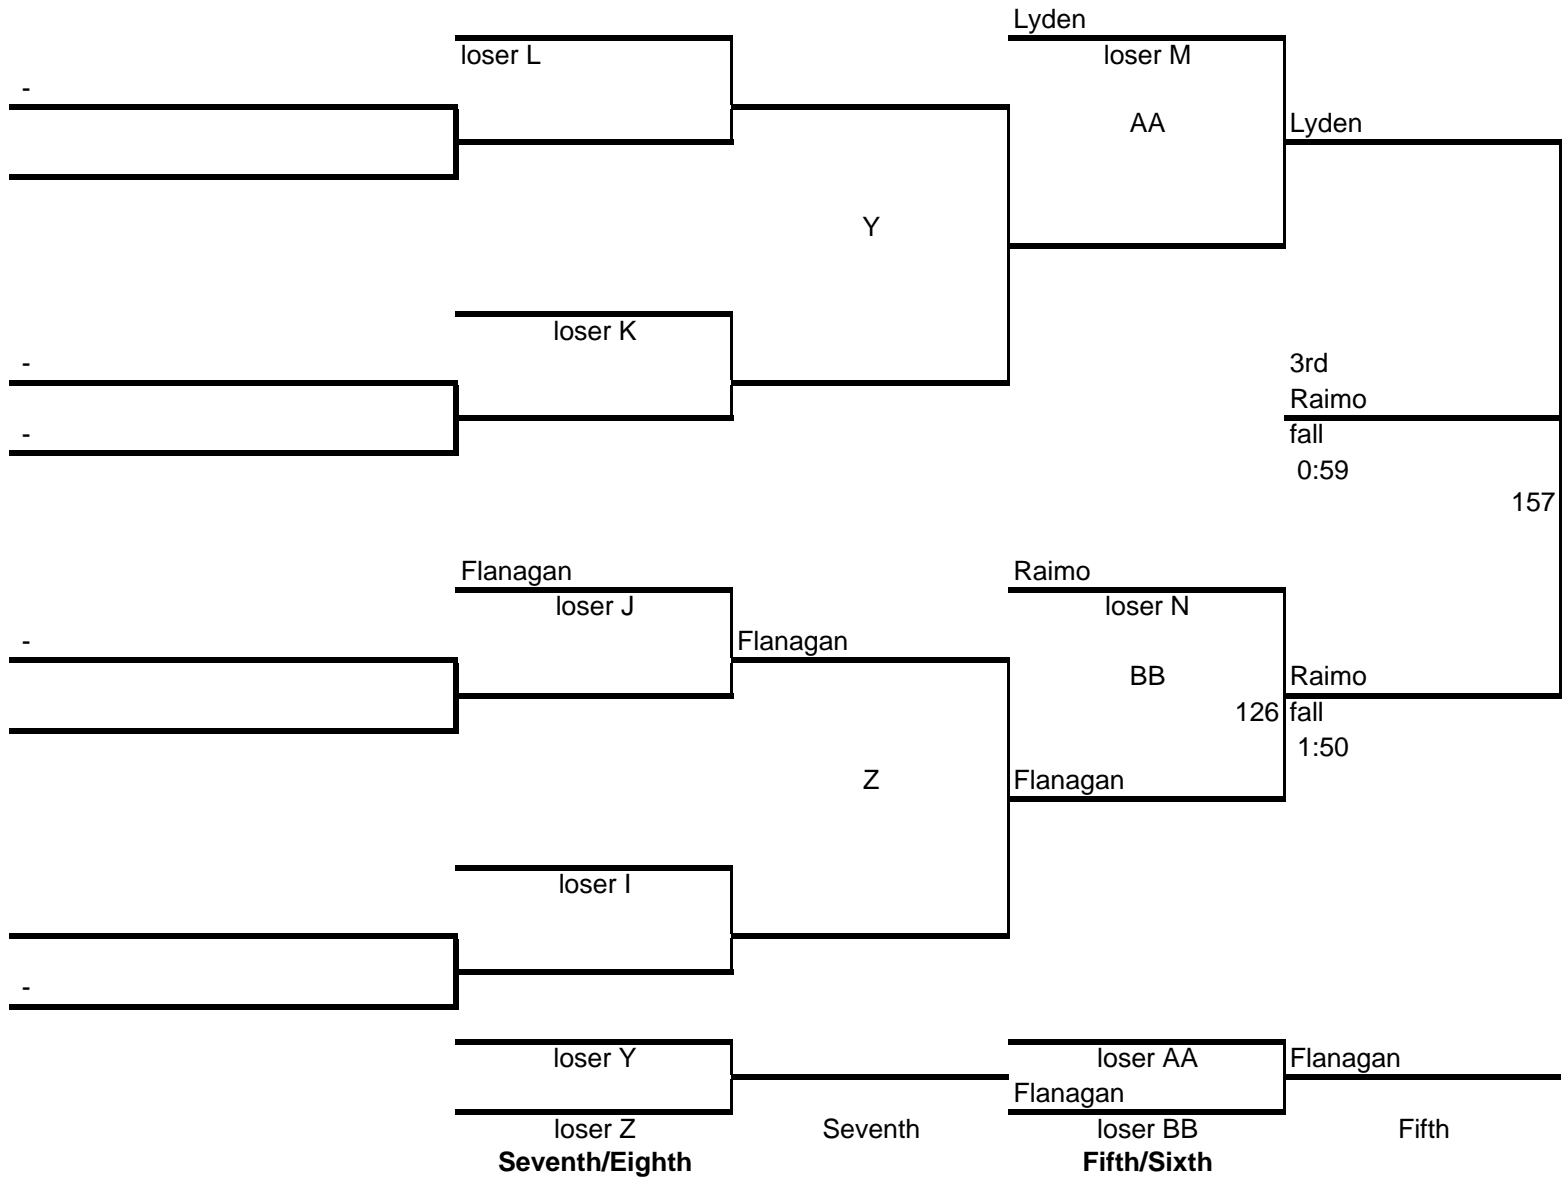 Lyden
loser L
loser M
-
AA
Lyden
Y
loser K
-
3rd
Raimo
-
fall
0:59
157
Flanagan
Raimo
loser J
loser N
-
Flanagan
BB
Raimo
126
fall
1:50
Z
Flanagan
loser I
-
loser Y
loser AA
Flanagan
Flanagan
loser Z
Seventh
loser BB
Fifth
Seventh/Eighth
Fifth/Sixth